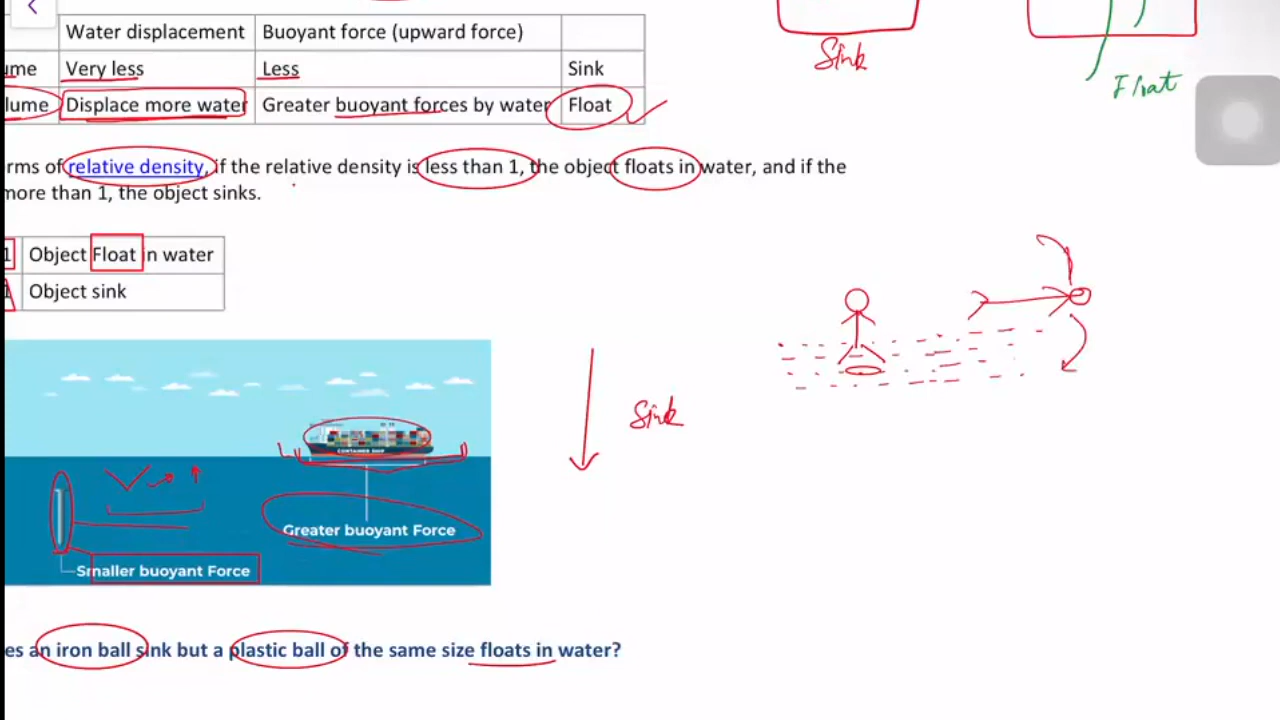 Water displacement Buoyant force (upward force)
ume Very less Less Sink
lume Displace more water Greater buoyant forces by water Float
Sink
Float
rms of relative density, if the relative density is less than 1, the object floats in water, and if the
more than 1, the object sinks.
1 Object Float in water
1 Object sink
Sink
CONTAINER SHIP
Greater buoyant Force
Smaller buoyant Force
es an iron ball sink but a plastic ball of the same size floats in water?